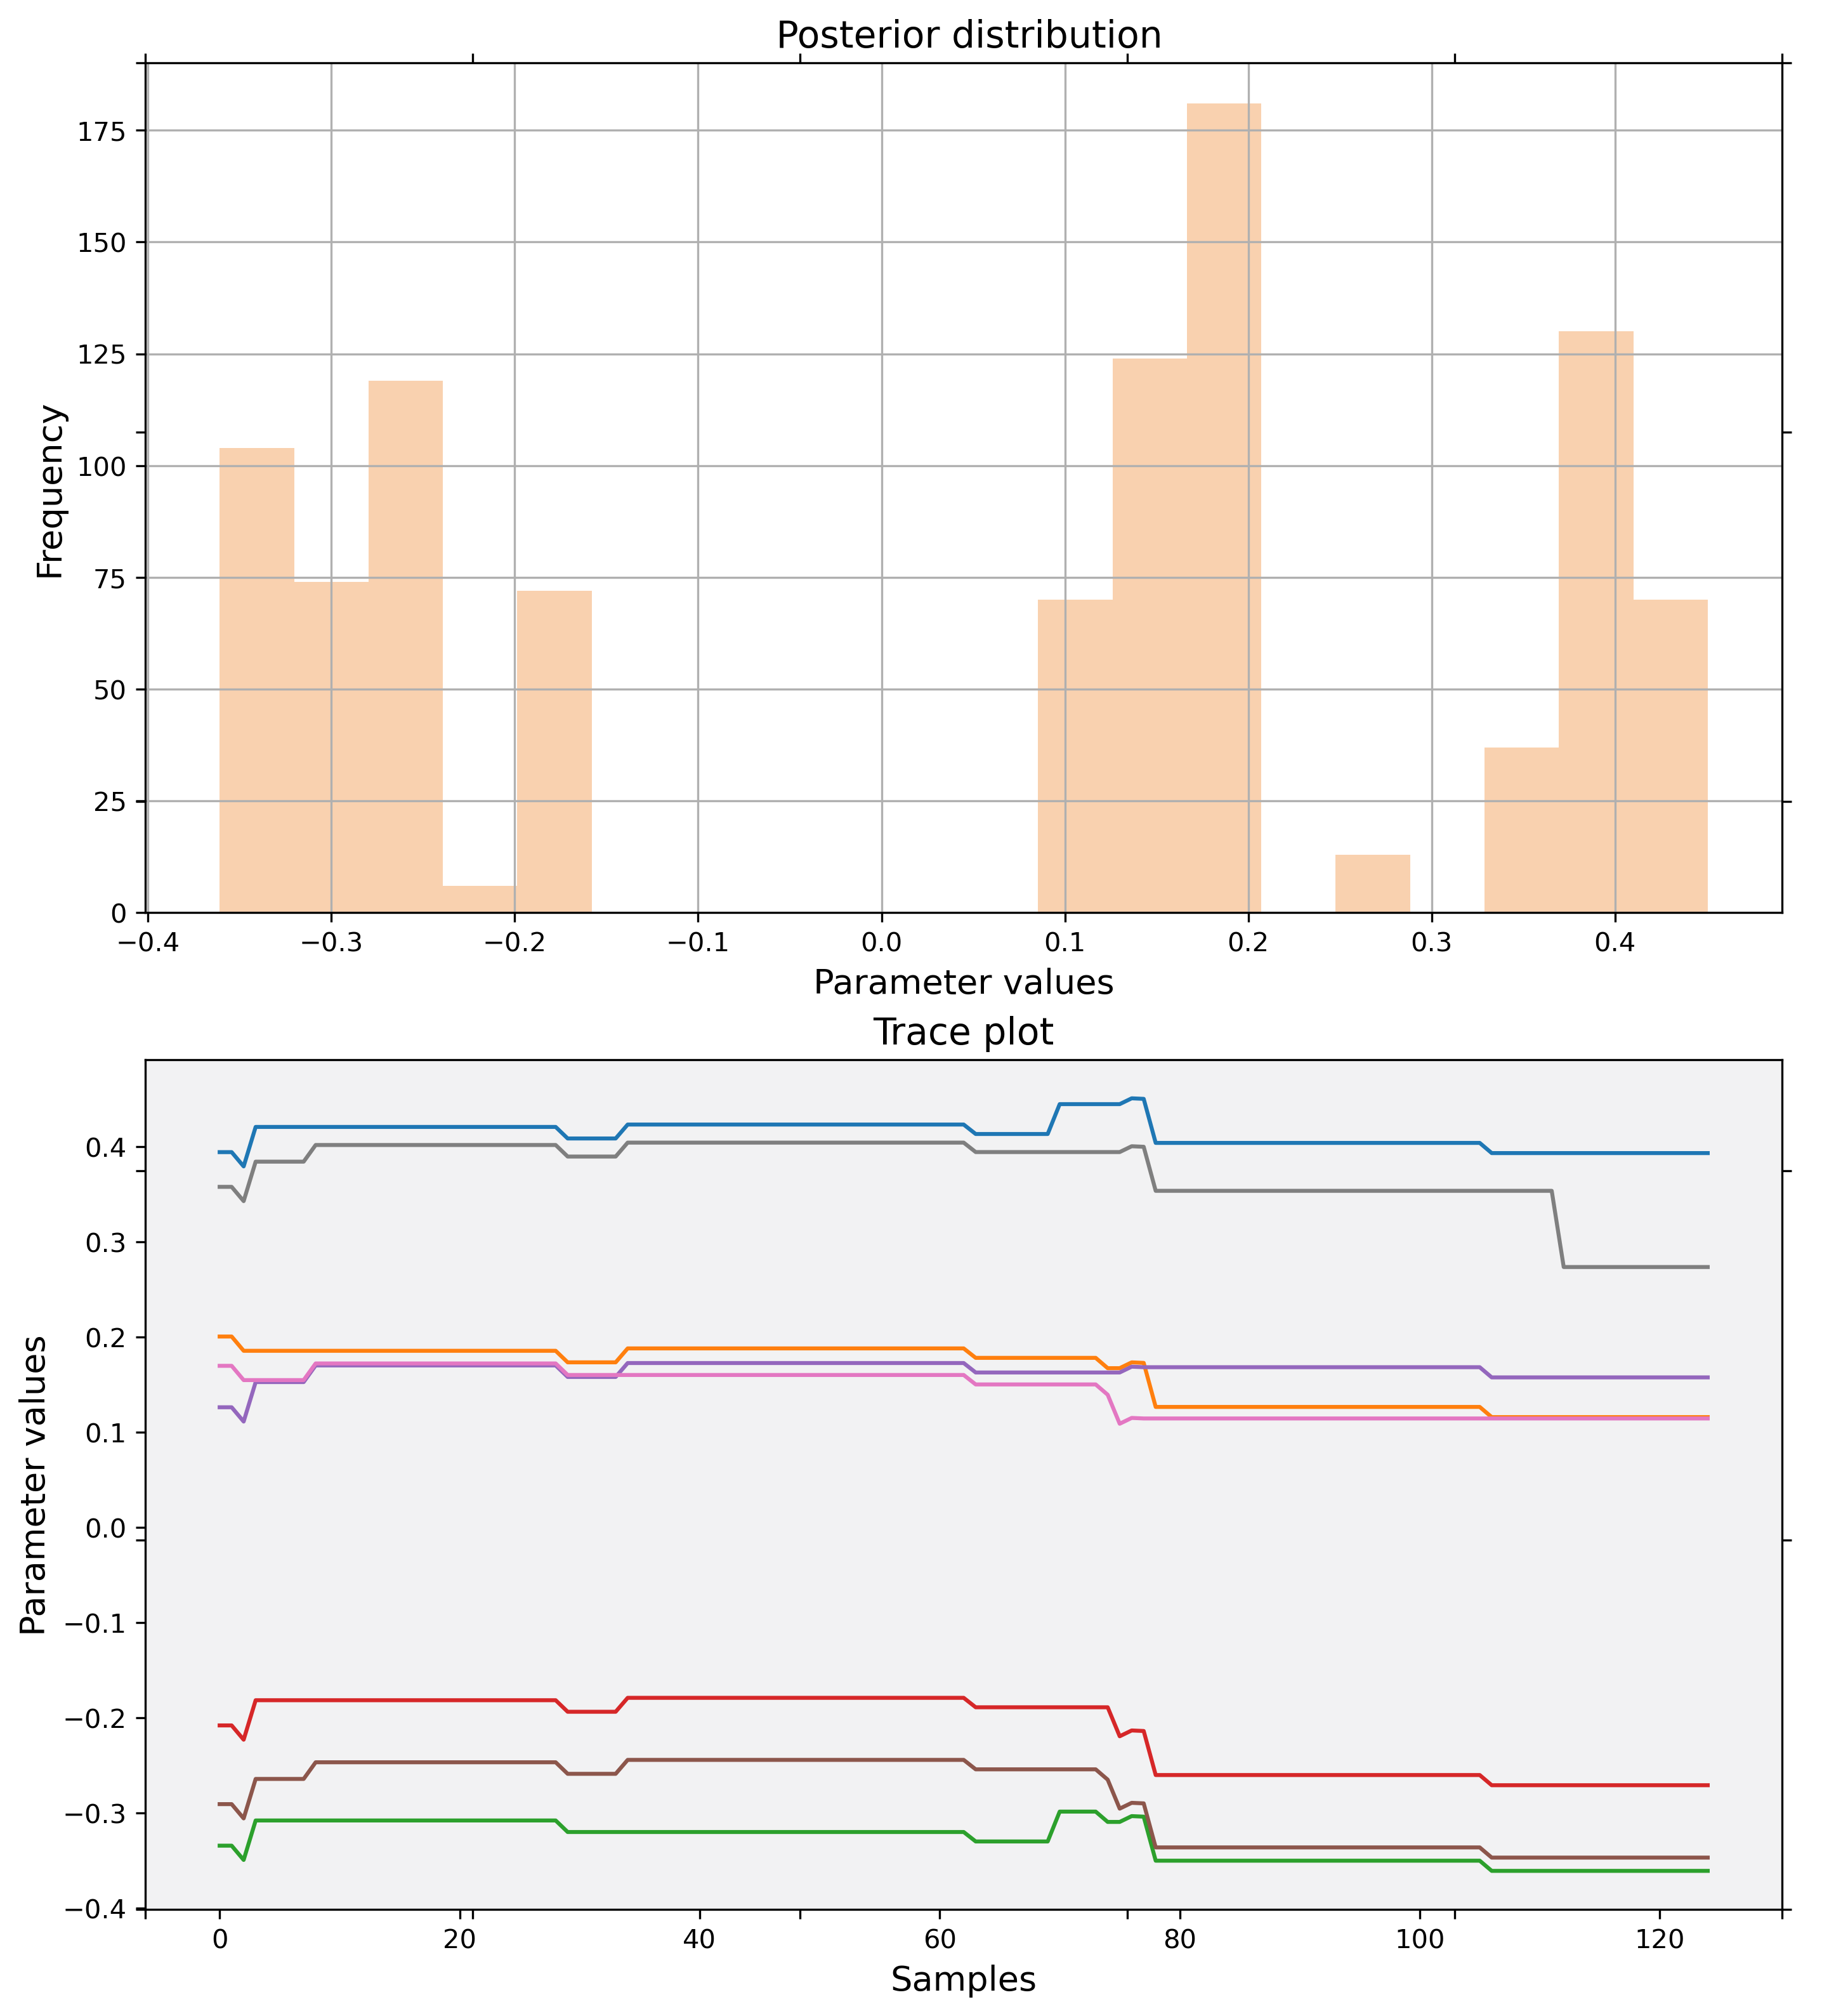 Posterior distribution
175
150
125
100
75
50
25
0
Frequency
−0.4 −0.3 −0.2 −0.1 0.0 0.1 0.2 0.3 0.4
Parameter values
Trace plot
0.4
0.3
0.2
0.1
0.0
−0.1
−0.2
−0.3
−0.4
Parameter values
0 20 40 60 80 100 120
Samples